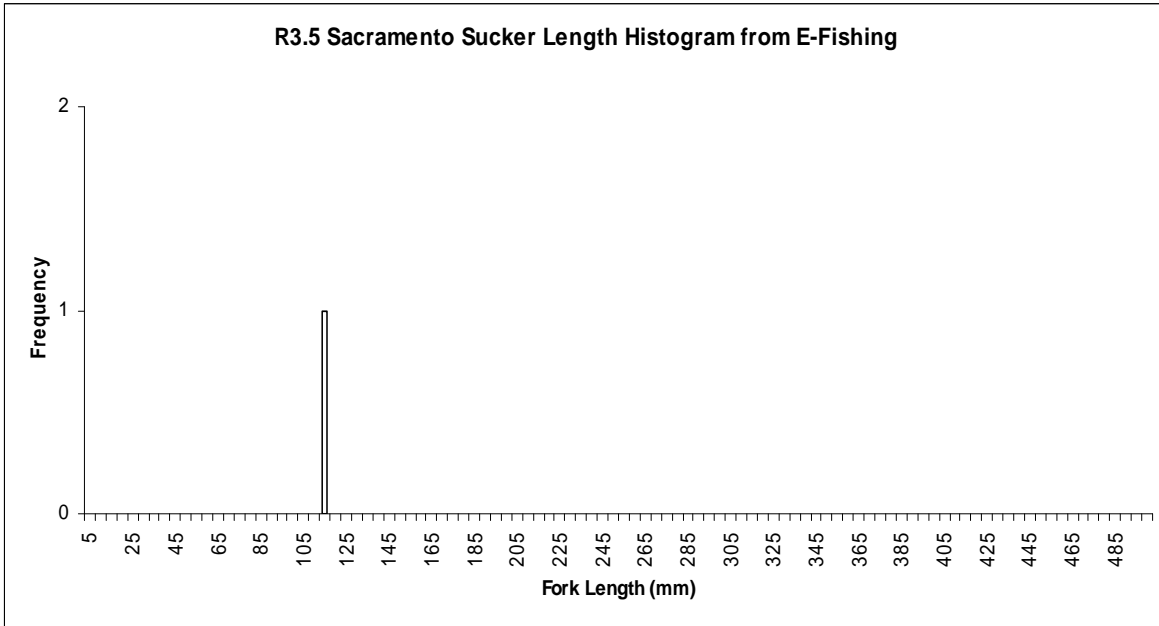 R3.5 Sacramento Sucker Length Histogram from E-Fishing
2
1
0
Frequency
5 25 45 65 85 105 125 145 165 185 205 225 245 265 285 305 325 345 365 385 405 425 445 465 485
Fork Length (mm)